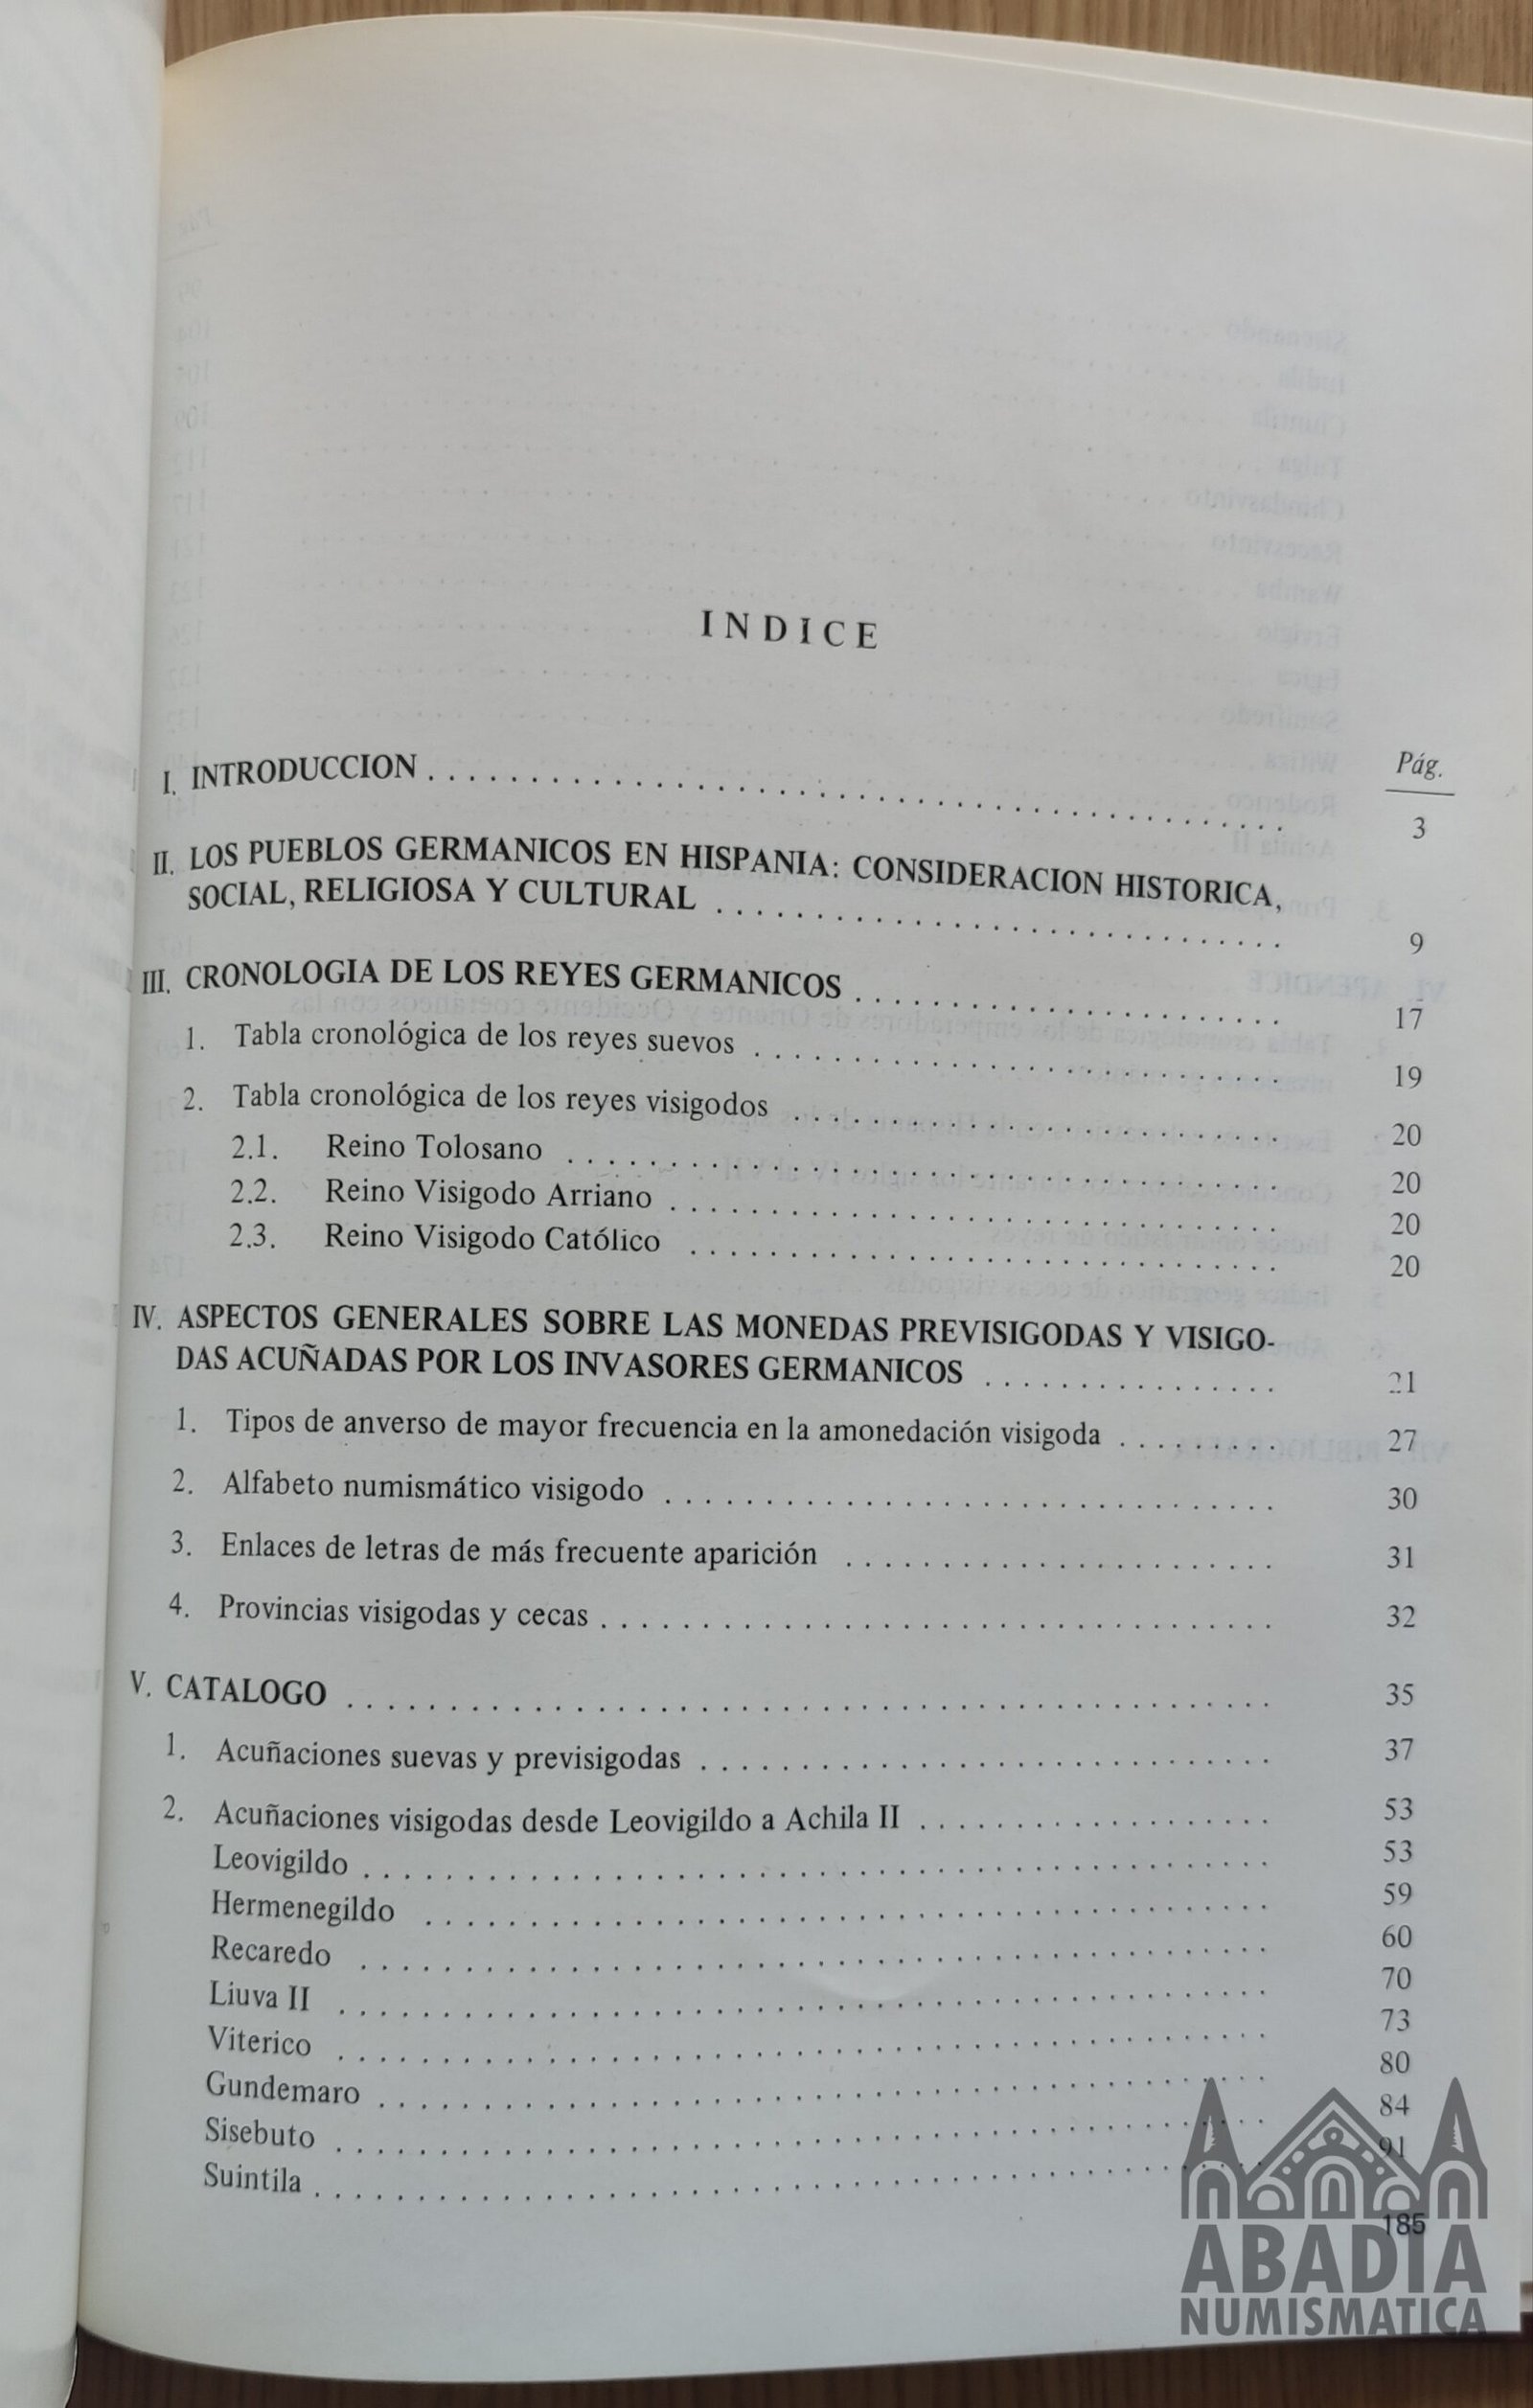 INDICE
Pág.
I. INTRODUCCION . . . . . . . . . . . . . . . . . . . . 3
II. LOS PUEBLOS GERMANICOS EN HISPANIA: CONSIDERACION HISTORICA,
SOCIAL, RELIGIOSA Y CULTURAL . . . . . . . . . . . . . . . . . . . . 9
III. CRONOLOGIA DE LOS REYES GERMANICOS . . . . . . . . . . . . . . . . . . . . 17
1. Tabla cronológica de los reyes suevos . . . . . . . . . . . . . . . . . . . . 19
2. Tabla cronológica de los reyes visigodos . . . . . . . . . . . . . . . . . . . . 20
2.1. Reino Tolosano . . . . . . . . . . . . . . . . . . . . 20
2.2. Reino Visigodo Arriano . . . . . . . . . . . . . . . . . . . . 20
2.3. Reino Visigodo Católico . . . . . . . . . . . . . . . . . . . . 20
IV. ASPECTOS GENERALES SOBRE LAS MONEDAS PREVISIGODAS Y VISIGO-
DAS ACUÑADAS POR LOS INVASORES GERMANICOS . . . . . . . . . . . . . . . 21
1. Tipos de anverso de mayor frecuencia en la amonedación visigoda . . . . . . . . . 27
2. Alfabeto numismático visigodo . . . . . . . . . . . . . . . . . . . . 30
3. Enlaces de letras de más frecuente aparición . . . . . . . . . . . . . . . . . . . . 31
4. Provincias visigodas y cecas . . . . . . . . . . . . . . . . . . . . 32
V. CATALOGO . . . . . . . . . . . . . . . . . . . . 35
1. Acuñaciones suevas y previsigodas . . . . . . . . . . . . . . . . . . . . 37
2. Acuñaciones visigodas desde Leovigildo a Achila II . . . . . . . . . . . . . . . . . . 53
Leovigildo . . . . . . . . . . . . . . . . . . . . 53
Hermenegildo . . . . . . . . . . . . . . . . . . . . 59
Recaredo . . . . . . . . . . . . . . . . . . . . 60
Liuva II . . . . . . . . . . . . . . . . . . . . 70
Viterico . . . . . . . . . . . . . . . . . . . . 73
Gundemaro . . . . . . . . . . . . . . . . . . . . 80
Sisebuto . . . . . . . . . . . . . . . . . . . . 84
Suintila . . . . . . . . . . . . . . . . . . . . 91
185
ABADIA
NUMISMATICA